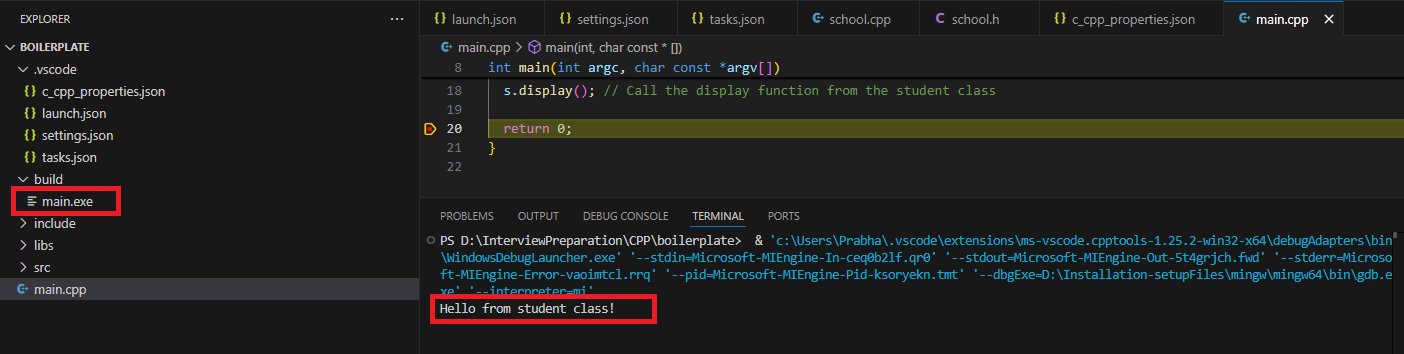 EXPLORER ...
BOILERPLATE
.vscode
{} c_cpp_properties.json
{} launch.json
{} settings.json
{} tasks.json
build
main.exe
include
libs
src
main.cpp
{} launch.json {} settings.json {} tasks.json school.cpp C school.h {} c_cpp_properties.json main.cpp
main.cpp > main(int, char const * [])
8 int main(int argc, char const *argv[])
18 s.display(); // Call the display function from the student class
19
20 return 0;
21 }
22
PROBLEMS OUTPUT DEBUG CONSOLE TERMINAL PORTS
PS D:\InterviewPreparation\CPP\boilerplate> & 'c:\Users\Prabha\.vscode\extensions\ms-vscode.cpptools-1.25.2-win32-x64\debugAdapters\bin
\WindowsDebugLauncher.exe' '--stdin=Microsoft-MIEngine-In-ceq0b2lf.qr0' '--stdout=Microsoft-MIEngine-Out-5t4grjch.fwd' '--stderr=Microso
ft-MIEngine-Error-vaoimtcl.rrq' '--pid=Microsoft-MIEngine-Pid-ksoryekn.tmt' '--dbgExe=D:\Installation-setupFiles\mingw\mingw64\bin\gdb.e
xe' '--interpreter=mi'
Hello from student class!